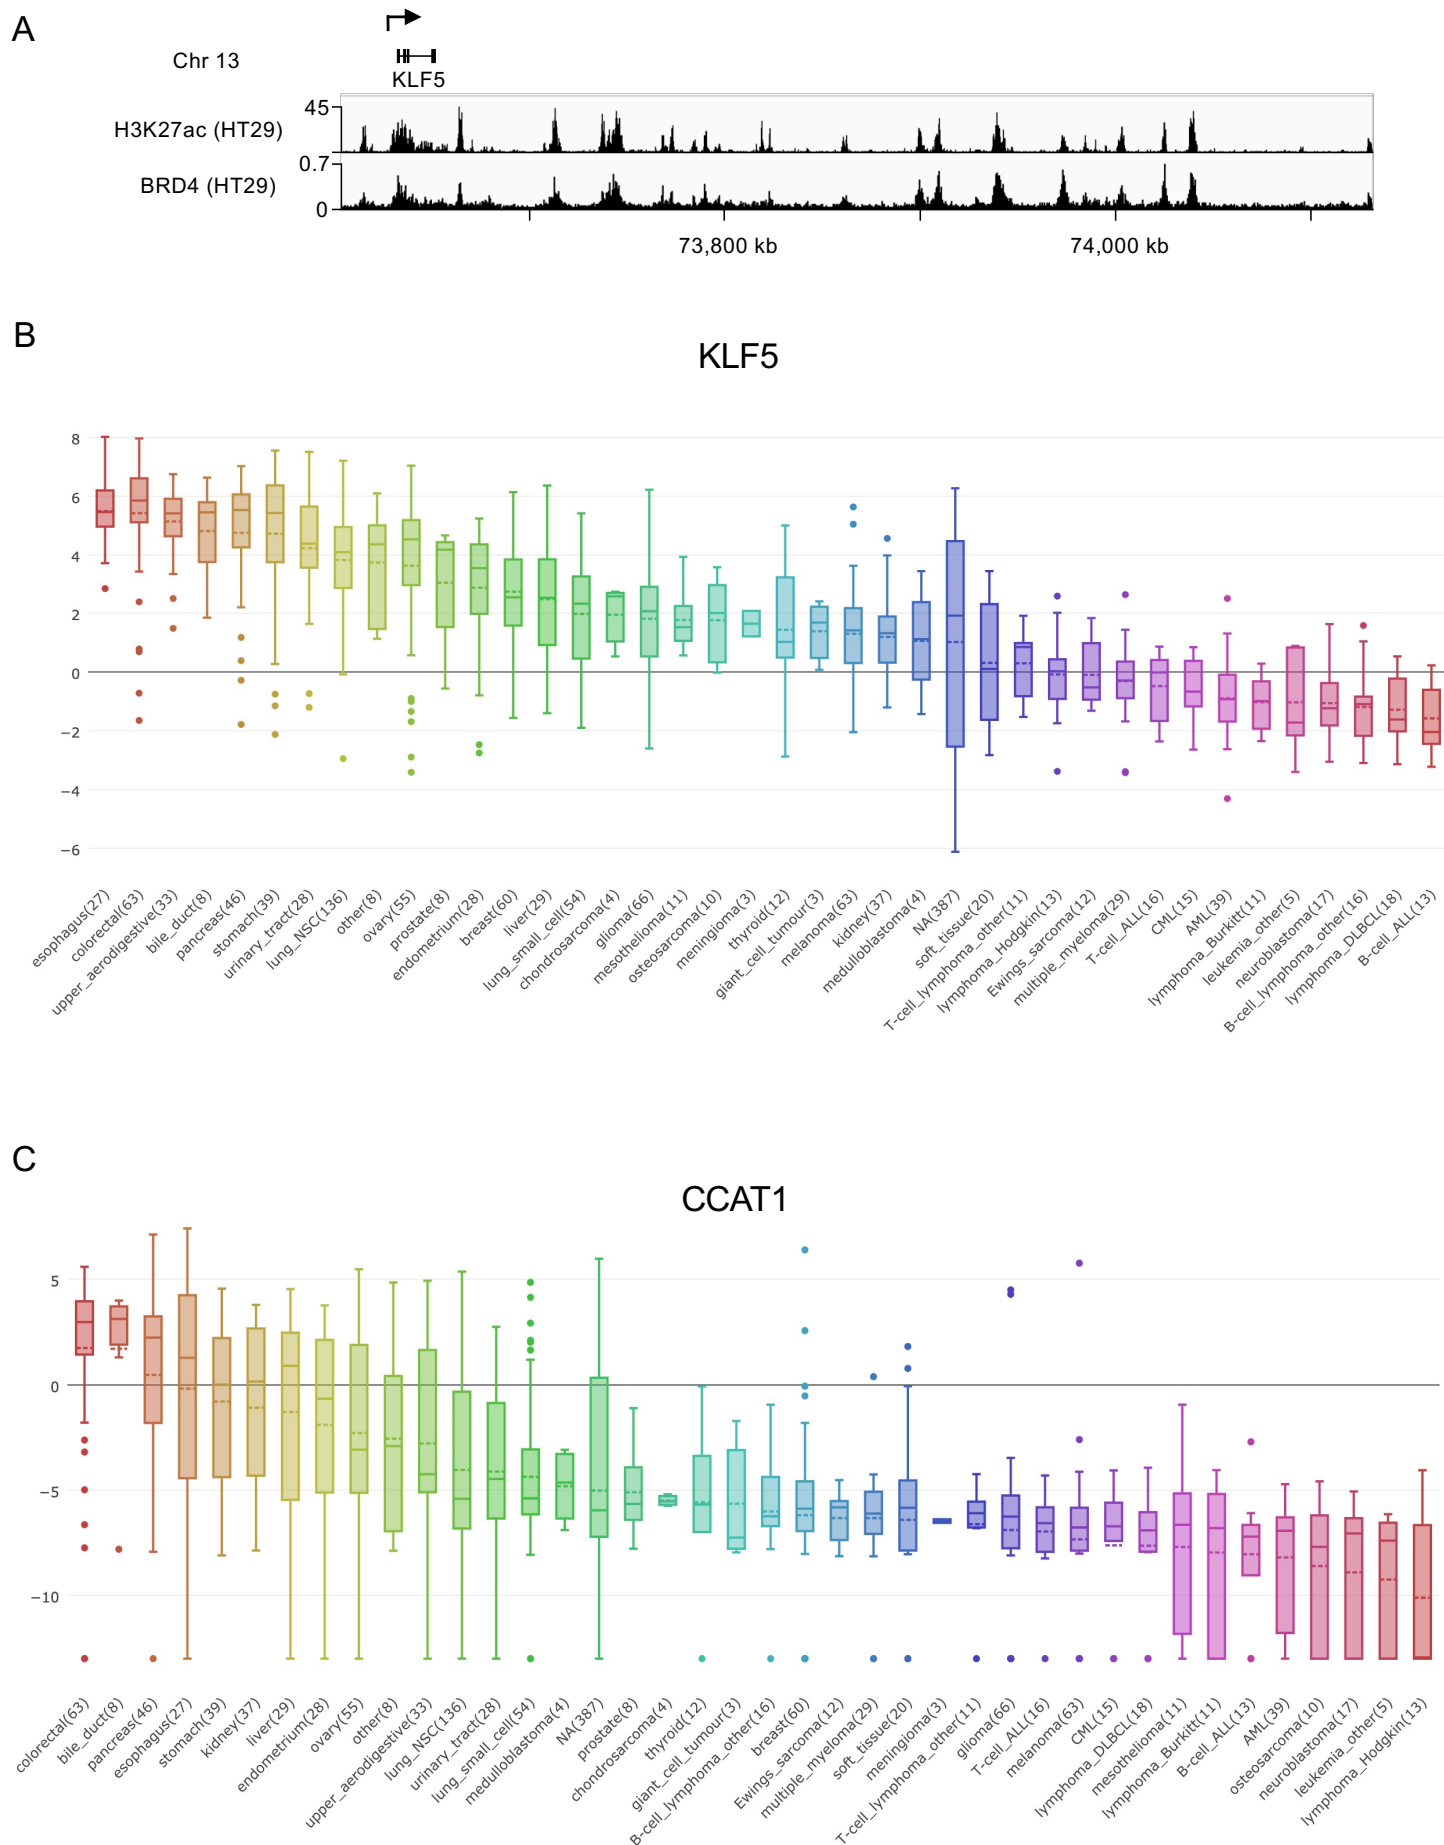 A
Chr 13
KLF5
H3K27ac (HT29)
45
BRD4 (HT29)
0.7
0
73,800 kb
74,000 kb
B
KLF5
8
6
4
2
0
−2
−4
−6
esophagus(27)
colorectal(63)
upper_aerodigestive(33)
bile_duct(8)
pancreas(46)
stomach(39)
urinary_tract(28)
lung_NSC(136)
other(8)
ovary(55)
prostate(8)
endometrium(28)
breast(60)
liver(29)
lung_small_cell(54)
chondrosarcoma(4)
glioma(66)
mesothelioma(11)
osteosarcoma(10)
meningioma(3)
thyroid(12)
giant_cell_tumour(3)
melanoma(63)
kidney(37)
medulloblastoma(4)
NA(387)
soft_tissue(20)
T-cell_lymphoma_other(11)
lymphoma_Hodgkin(13)
Ewings_sarcoma(12)
multiple_myeloma(29)
T-cell_ALL(16)
CML(15)
AML(39)
lymphoma_Burkitt(11)
leukemia_other(5)
neuroblastoma(17)
B-cell_lymphoma_other(16)
lymphoma_DLBCL(18)
B-cell_ALL(13)
C
CCAT1
5
0
−5
−10
colorectal(63)
bile_duct(8)
pancreas(46)
esophagus(27)
stomach(39)
kidney(37)
liver(29)
endometrium(28)
ovary(55)
other(8)
upper_aerodigestive(33)
lung_NSC(136)
urinary_tract(28)
lung_small_cell(54)
medulloblastoma(4)
NA(387)
prostate(8)
chondrosarcoma(4)
thyroid(12)
giant_cell_tumour(3)
B-cell_lymphoma_other(16)
breast(60)
Ewings_sarcoma(12)
multiple_myeloma(29)
soft_tissue(20)
meningioma(3)
T-cell_lymphoma_other(11)
glioma(66)
T-cell_ALL(16)
melanoma(63)
CML(15)
lymphoma_DLBCL(18)
mesothelioma(11)
lymphoma_Burkitt(11)
B-cell_ALL(13)
AML(39)
osteosarcoma(10)
neuroblastoma(17)
leukemia_other(5)
lymphoma_Hodgkin(13)